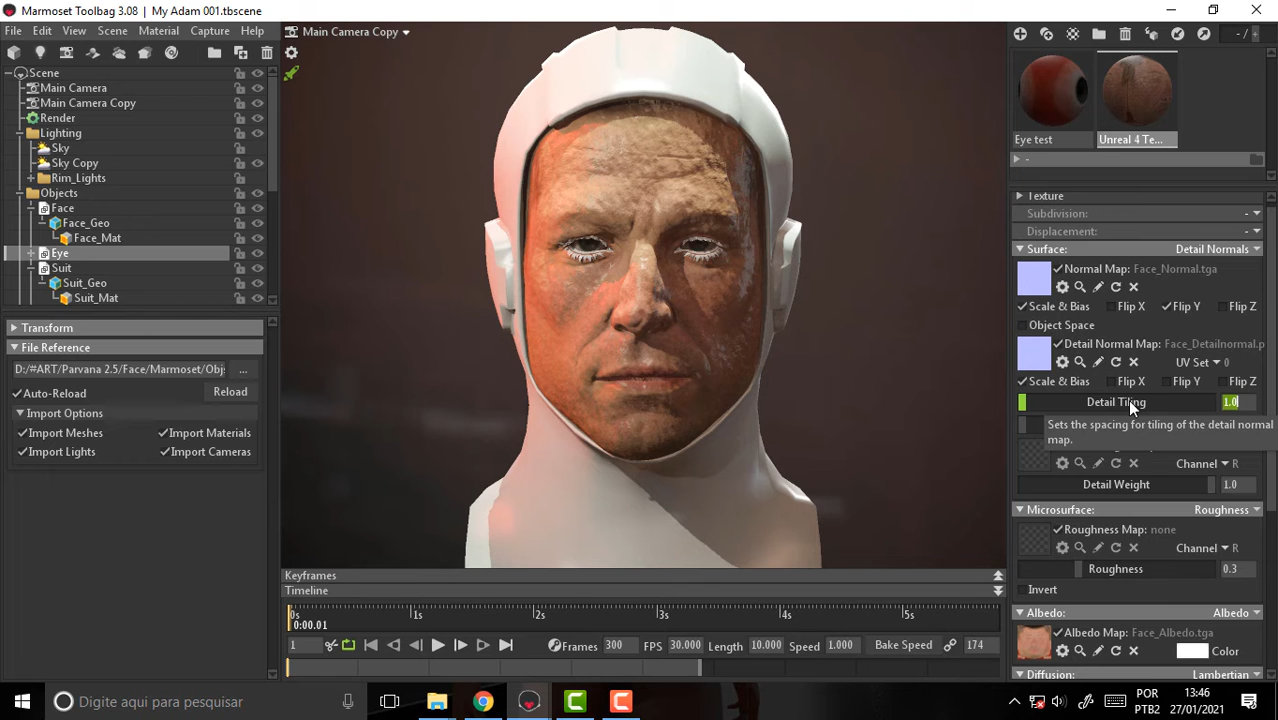 Marmoset Toolbag 3.08 | My Adam 001.tbscene
File Edit View Scene Material Capture Help
Main Camera Copy
- /
Scene
Main Camera
Main Camera Copy
Render
Lighting
Sky
Sky Copy
Rim_Lights
Objects
Face
Face_Geo
Face_Mat
Eye
Suit
Suit_Geo
Suit_Mat
Transform
File Reference
D:/#ART/Parvana 2.5/Face/Marmoset/Obj: ...
Auto-Reload Reload
Import Options
Import Meshes Import Materials
Import Lights Import Cameras
Eye test Unreal 4 Te...
-
Texture
Subdivision: -
Displacement: -
Surface: Detail Normals
Normal Map: Face_Normal.tga
Scale & Bias Flip X Flip Y Flip Z
Object Space
Detail Normal Map: Face_Detailnormal.p
UV Set 0
Scale & Bias Flip X Flip Y Flip Z
Detail Tiling 1.0
Sets the spacing for tiling of the detail normal
map.
Channel R
Detail Weight 1.0
Microsurface: Roughness
Roughness Map: none
Channel R
Roughness 0.3
Invert
Albedo: Albedo
Albedo Map: Face_Albedo.tga
Color
Diffusion: Lambertian
Keyframes
Timeline
0s 1s 2s 3s 4s 5s
0:00.01
1 Frames 300 FPS 30.000 Length 10.000 Speed 1.000 Bake Speed 174
Digite aqui para pesquisar
POR
PTB2
13:46
27/01/2021